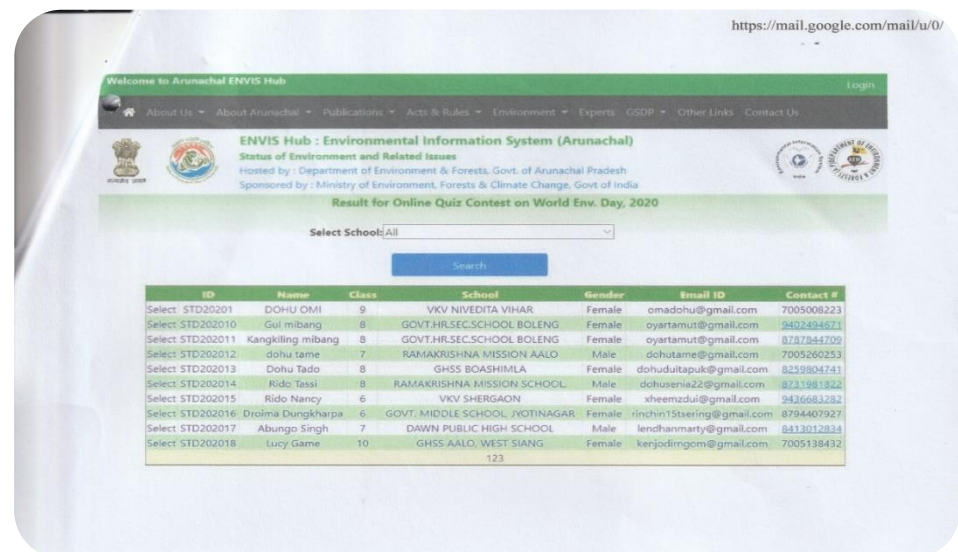 https://mail.google.com/mail/u/0/
Welcome to Arunachal ENVIS Hub Login
About Us About Arunachal Publications Acts & Rules Environment Experts GSDP Other Links Contact Us
ENVIS Hub : Environmental Information System (Arunachal)
Status of Environment and Related Issues
Hosted by : Department of Environment & Forests, Govt. of Arunachal Pradesh
Sponsored by : Ministry of Environment, Forests & Climate Change, Govt of India
Result for Online Quiz Contest on World Env. Day, 2020
Select School: All
Search
ID Name Class School Gender Email ID Contact #
Select STD20201 DOHU OMI 9 VKV NIVEDITA VIHAR Female omadohu@gmail.com 7005008223
Select STD202010 Gul mibang 8 GOVT.HR.SEC.SCHOOL BOLENG Female oyartamut@gmail.com 9402494671
Select STD202011 Kangkiling mibang 8 GOVT.HR.SEC.SCHOOL BOLENG Female oyartamut@gmail.com 8787844709
Select STD202012 dohu tame 7 RAMAKRISHNA MISSION AALO Male dohutame@gmail.com 7005260253
Select STD202013 Dohu Tado 8 GHSS BOASHIMLA Female dohuduitapuk@gmail.com 8259804741
Select STD202014 Rido Tassi 8 RAMAKRISHNA MISSION SCHOOL. Male dohusenia22@gmail.com 8731981822
Select STD202015 Rido Nancy 6 VKV SHERGAON Female xheemzdui@gmail.com 9436683282
Select STD202016 Droima Dungkharpa 6 GOVT. MIDDLE SCHOOL, JYOTINAGAR Female rinchin15tsering@gmail.com 8794407927
Select STD202017 Abungo Singh 7 DAWN PUBLIC HIGH SCHOOL Male lendhanmarty@gmail.com 8413012834
Select STD202018 Lucy Game 10 GHSS AALO, WEST SIANG Female kenjodirngom@gmail.com 7005138432
123